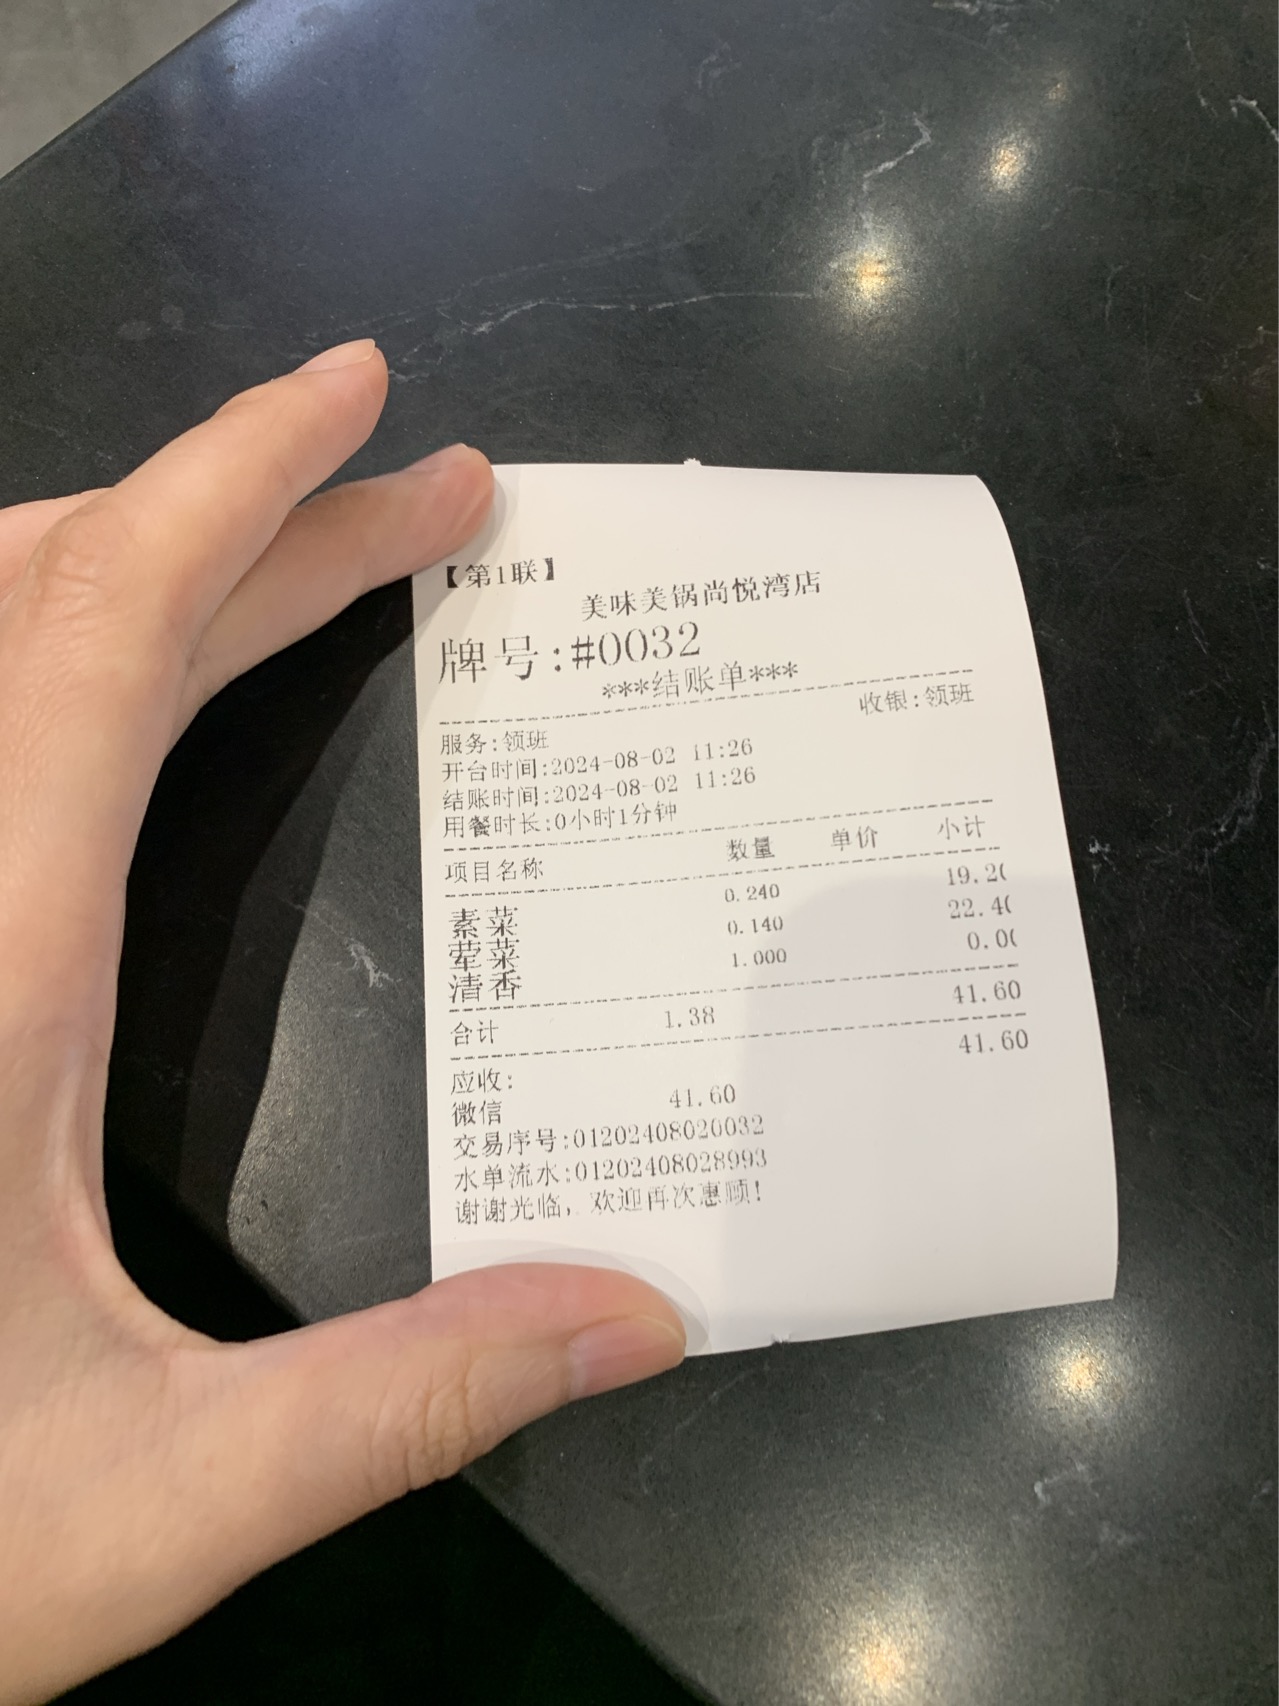 【第1联】
美味美锅尚悦湾店
牌号:#0032
***结账单***
收银:领班
服务:领班
开台时间:2024-08-02 11:26
结账时间:2024-08-02 11:26
用餐时长:0小时1分钟
项目名称 数量 单价 小计
素菜 0.240 19.20
荤菜 0.140 22.40
清香 1.000 0.00
合计 1.38 41.60
应收: 41.60
微信 41.60
交易序号:01202408020032
水单流水:01202408028993
谢谢光临，欢迎再次惠顾!